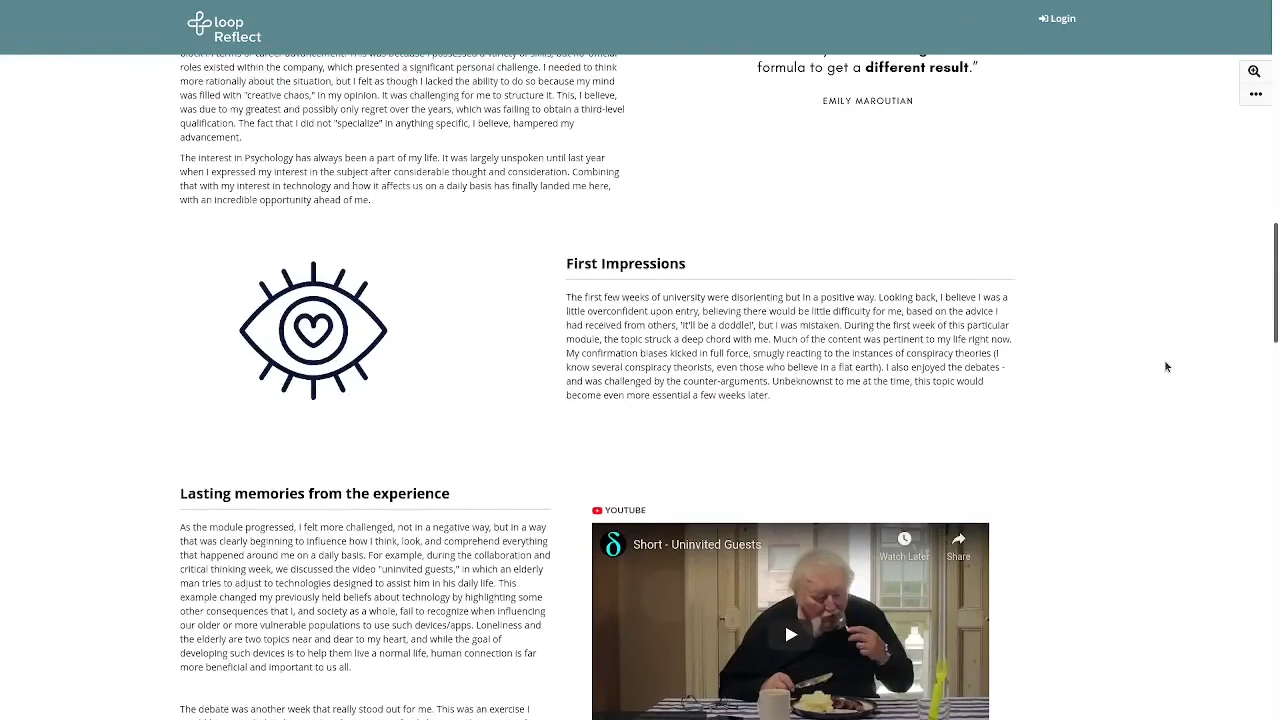 loop
Reflect
Login
roles existed within the company, which presented a significant personal challenge. I needed to think
more rationally about the situation, but I felt as though I lacked the ability to do so because my mind
was filled with "creative chaos," in my opinion. It was challenging for me to structure it. This, I believe,
was due to my greatest and possibly only regret over the years, which was failing to obtain a third-level
qualification. The fact that I did not "specialize" in anything specific, I believe, hampered my
advancement.
The interest in Psychology has always been a part of my life. It was largely unspoken until last year
when I expressed my interest in the subject after considerable thought and consideration. Combining
that with my interest in technology and how it affects us on a daily basis has finally landed me here,
with an incredible opportunity ahead of me.
formula to get a different result.”
EMILY MAROUTIAN
First Impressions
The first few weeks of university were disorienting but in a positive way. Looking back, I believe I was a
little overconfident upon entry, believing there would be little difficulty for me, based on the advice I
had received from others, 'It'll be a doddle!', but I was mistaken. During the first week of this particular
module, the topic struck a deep chord with me. Much of the content was pertinent to my life right now.
My confirmation biases kicked in full force, smugly reacting to the instances of conspiracy theories (I
know several conspiracy theorists, even those who believe in a flat earth). I also enjoyed the debates -
and was challenged by the counter-arguments. Unbeknownst to me at the time, this topic would
become even more essential a few weeks later.
Lasting memories from the experience
As the module progressed, I felt more challenged, not in a negative way, but in a way
that was clearly beginning to influence how I think, look, and comprehend everything
that happened around me on a daily basis. For example, during the collaboration and
critical thinking week, we discussed the video "uninvited guests," in which an elderly
man tries to adjust to technologies designed to assist him in his daily life. This
example changed my previously held beliefs about technology by highlighting some
other consequences that I, and society as a whole, fail to recognize when influencing
our older or more vulnerable populations to use such devices/apps. Loneliness and
the elderly are two topics near and dear to my heart, and while the goal of
developing such devices is to help them live a normal life, human connection is far
more beneficial and important to us all.
The debate was another week that really stood out for me. This was an exercise I
YOUTUBE
Short - Uninvited Guests
Watch Later
Share